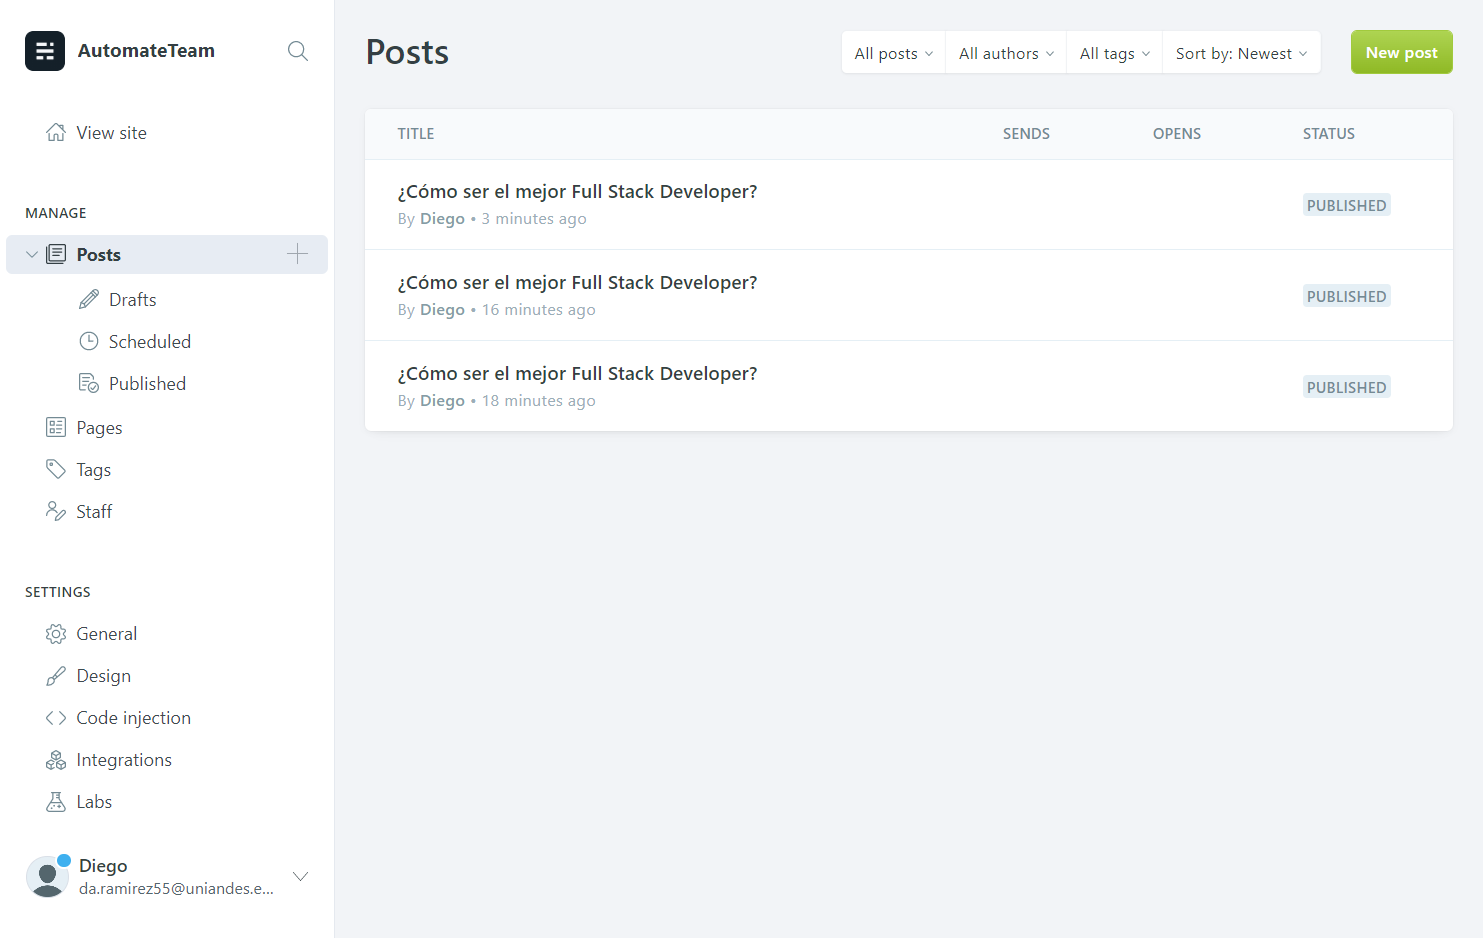 AutomateTeam
View site
MANAGE
Posts
Drafts
Scheduled
Published
Pages
Tags
Staff
SETTINGS
General
Design
Code injection
Integrations
Labs
Diego
da.ramirez55@uniandes.e...
Posts
All posts
All authors
All tags
Sort by: Newest
New post
TITLE SENDS OPENS STATUS
¿Cómo ser el mejor Full Stack Developer?
By Diego • 3 minutes ago
PUBLISHED
¿Cómo ser el mejor Full Stack Developer?
By Diego • 16 minutes ago
PUBLISHED
¿Cómo ser el mejor Full Stack Developer?
By Diego • 18 minutes ago
PUBLISHED